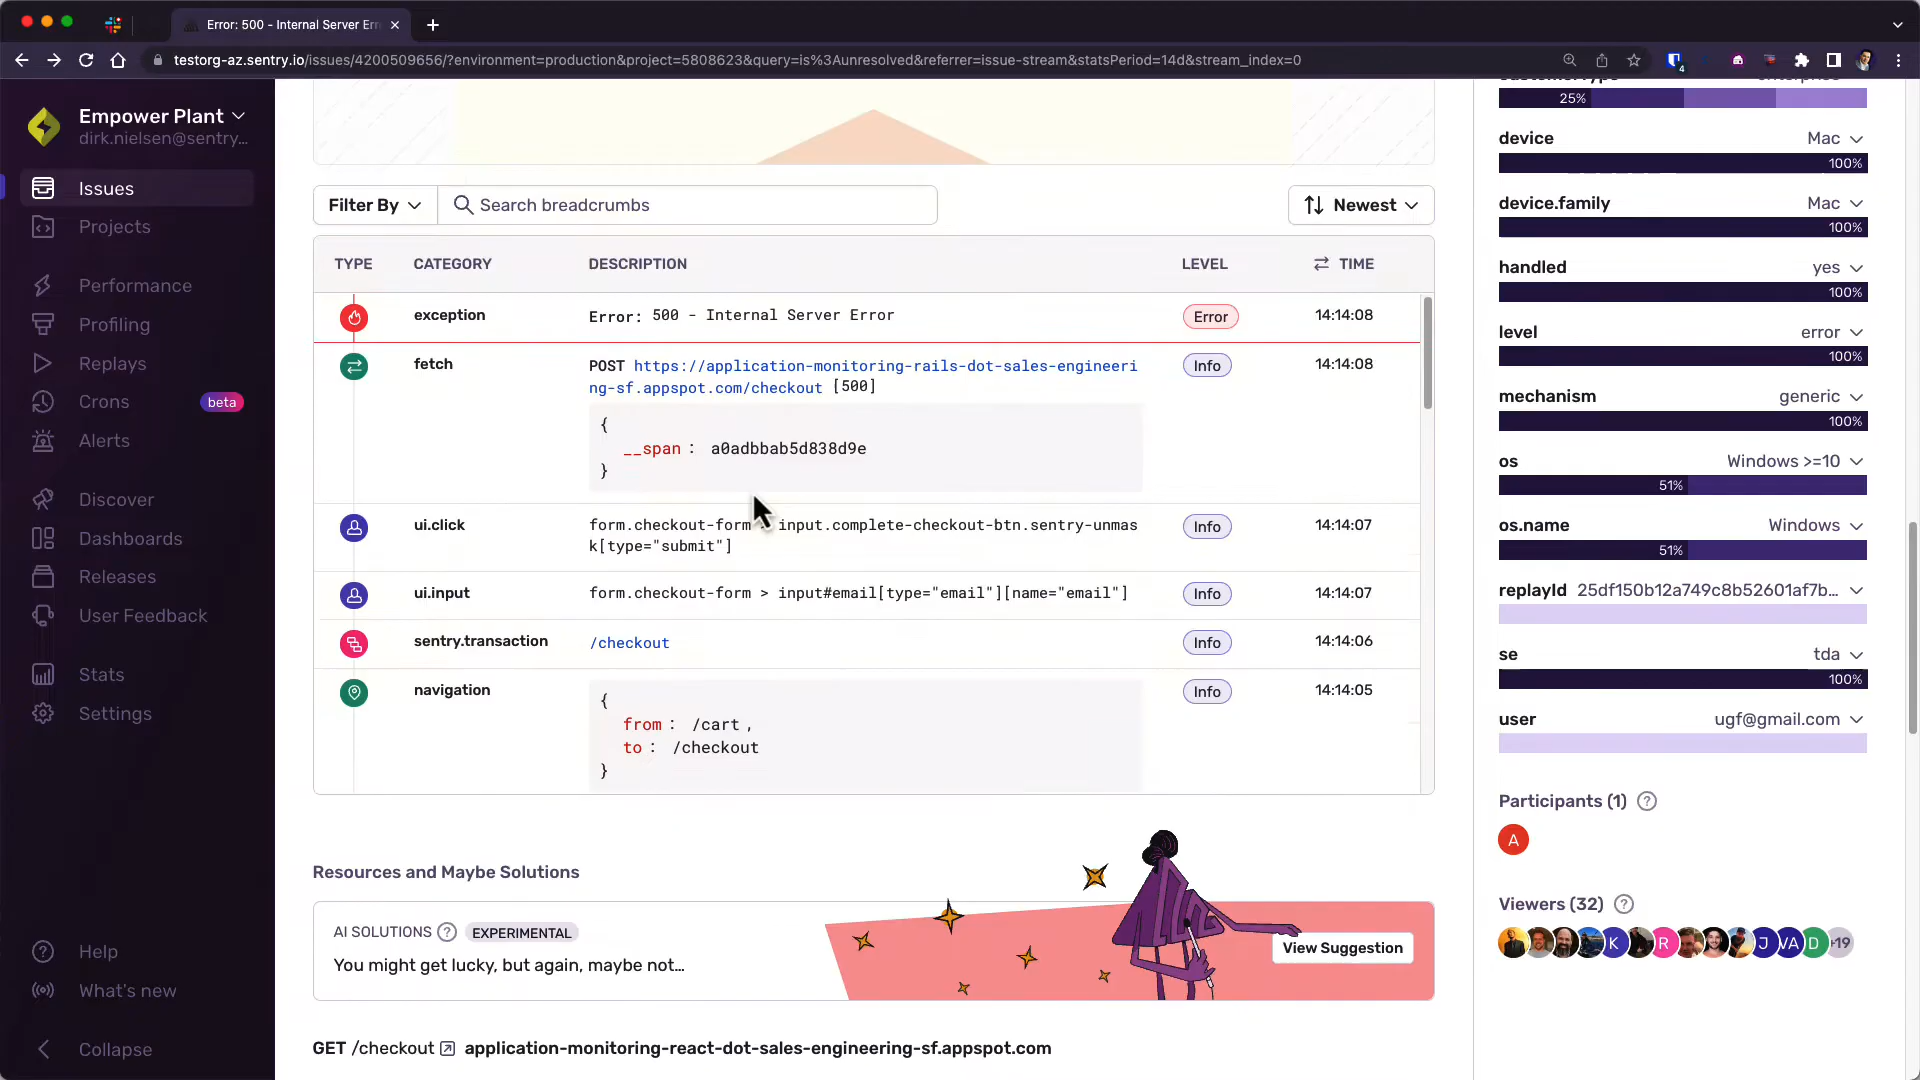 Error: 500 - Internal Server Err
testorg-az.sentry.io/issues/4200509656/?environment=production&project=5808623&query=is%3Aunresolved&referrer=issue-stream&statsPeriod=14d&stream_index=0
4
Empower Plant
dirk.nielsen@sentry...
Issues
Projects
Performance
Profiling
Replays
Crons beta
Alerts
Discover
Dashboards
Releases
User Feedback
Stats
Settings
Help
What's new
Collapse
Filter By
Search breadcrumbs
Newest
TYPE CATEGORY DESCRIPTION LEVEL TIME
exception Error: 500 - Internal Server Error Error 14:14:08
fetch POST https://application-monitoring-rails-dot-sales-engineeri Info 14:14:08
ng-sf.appspot.com/checkout [500]
{
__span : a0adbbab5d838d9e
}
ui.click form.checkout-form input.complete-checkout-btn.sentry-unmas Info 14:14:07
k[type="submit"]
ui.input form.checkout-form > input#email[type="email"][name="email"] Info 14:14:07
sentry.transaction /checkout Info 14:14:06
navigation { Info 14:14:05
from : /cart ,
to : /checkout
}
Resources and Maybe Solutions
AI SOLUTIONS ? EXPERIMENTAL
You might get lucky, but again, maybe not...
View Suggestion
GET /checkout application-monitoring-react-dot-sales-engineering-sf.appspot.com
25%
device Mac
100%
device.family Mac
100%
handled yes
100%
level error
100%
mechanism generic
100%
os Windows >=10
51%
os.name Windows
51%
replayId 25df150b12a749c8b52601af7b...
se tda
100%
user ugf@gmail.com
Participants (1) ?
A
Viewers (32) ?
K R J VA D +19